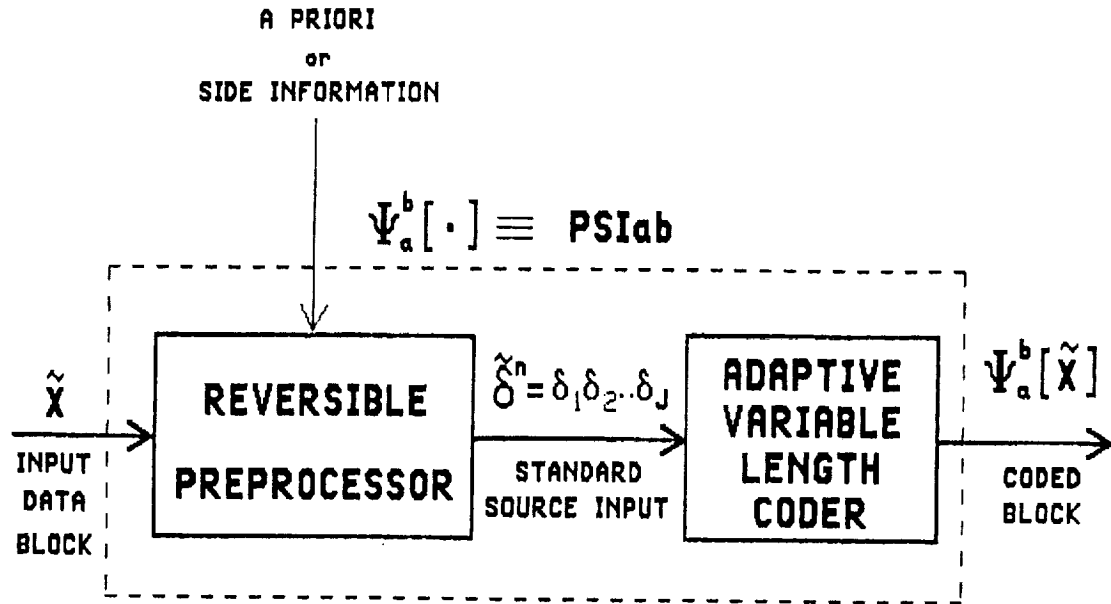 A PRIORI
or
SIDE INFORMATION
Ψ_a^b[·] ≡ PSIab
X̃
INPUT
DATA
BLOCK
REVERSIBLE
PREPROCESSOR
δ̃ⁿ = δ₁δ₂..δ_J
STANDARD
SOURCE INPUT
ADAPTIVE
VARIABLE
LENGTH
CODER
Ψ_a^b[X̃]
CODED
BLOCK